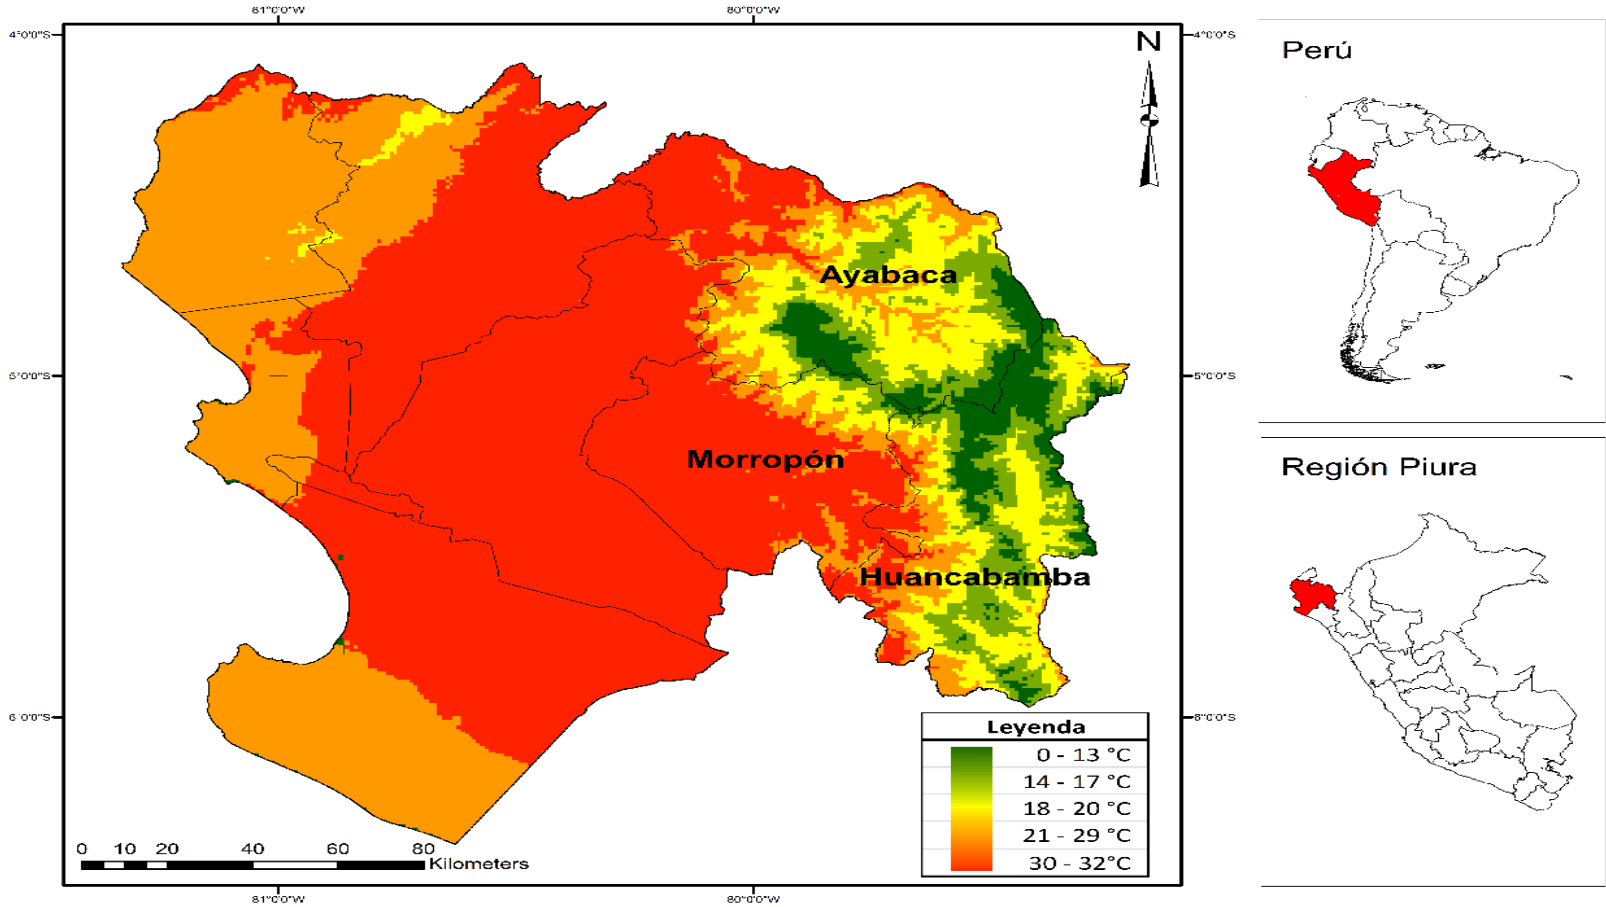 81°0'0"W 80°0'0"W
4°0'0"S 4°0'0"S
N
Perú
Ayabaca
5°0'0"S 5°0'0"S
Morropón
Región Piura
Huancabamba
6°0'0"S 6°0'0"S
Leyenda
0 - 13 °C
14 - 17 °C
18 - 20 °C
21 - 29 °C
30 - 32°C
0 10 20 40 60 80
Kilometers
81°0'0"W 80°0'0"W